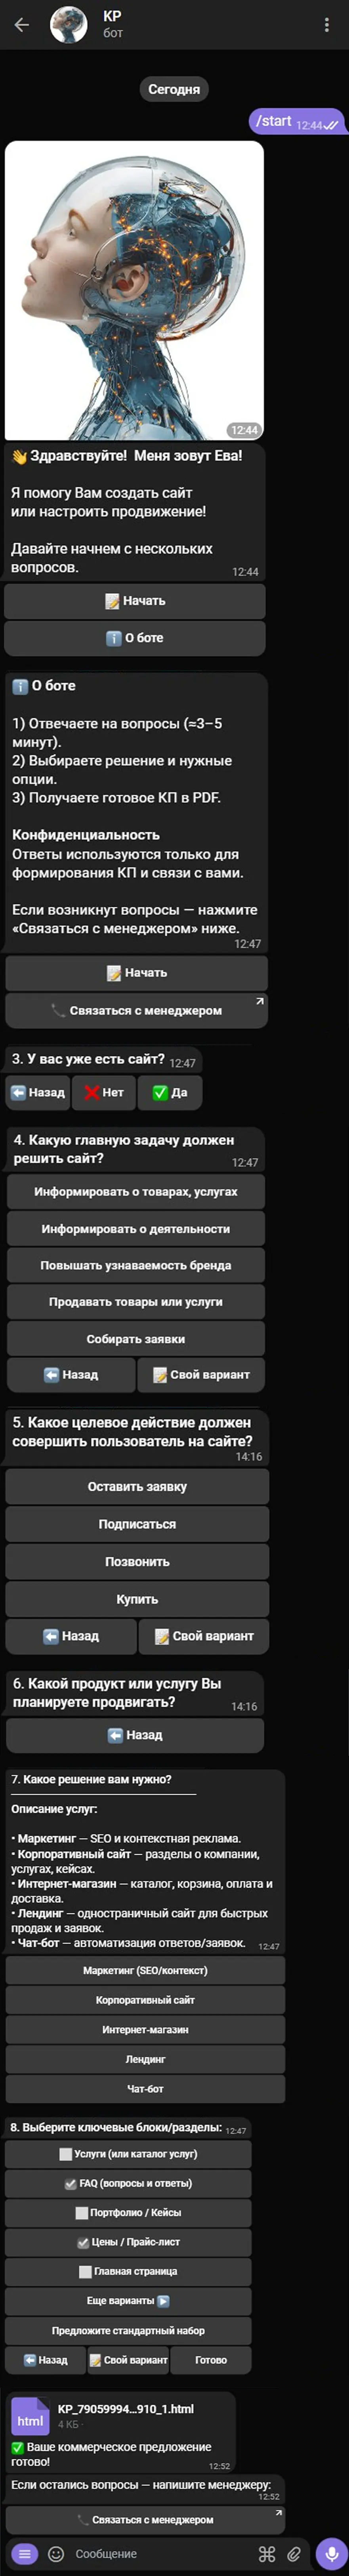 КР
бот
Сегодня
/start 12:44
12:44
👋 Здравствуйте! Меня зовут Ева!
Я помогу Вам создать сайт
или настроить продвижение!
Давайте начнем с нескольких
вопросов. 12:44
📝 Начать
ℹ️ О боте
ℹ️ О боте
1) Отвечаете на вопросы (≈3–5
минут).
2) Выбираете решение и нужные
опции.
3) Получаете готовое КП в PDF.
Конфиденциальность
Ответы используются только для
формирования КП и связи с вами.
Если возникнут вопросы — нажмите
«Связаться с менеджером» ниже.
12:47
📝 Начать
📞 Связаться с менеджером
3. У вас уже есть сайт? 12:47
⬅️ Назад ❌ Нет ✅ Да
4. Какую главную задачу должен
решить сайт? 12:47
Информировать о товарах, услугах
Информировать о деятельности
Повышать узнаваемость бренда
Продавать товары или услуги
Собирать заявки
⬅️ Назад 📝 Свой вариант
5. Какое целевое действие должен
совершить пользователь на сайте?
14:16
Оставить заявку
Подписаться
Позвонить
Купить
⬅️ Назад 📝 Свой вариант
6. Какой продукт или услугу Вы
планируете продвигать? 14:16
⬅️ Назад
7. Какое решение вам нужно?
Описание услуг:
• Маркетинг — SEO и контекстная реклама.
• Корпоративный сайт — разделы о компании,
услугах, кейсах.
• Интернет-магазин — каталог, корзина, оплата и
доставка.
• Лендинг — одностраничный сайт для быстрых
продаж и заявок.
• Чат-бот — автоматизация ответов/заявок. 12:47
Маркетинг (SEO/контекст)
Корпоративный сайт
Интернет-магазин
Лендинг
Чат-бот
8. Выберите ключевые блоки/разделы: 12:47
⬜ Услуги (или каталог услуг)
☑️ FAQ (вопросы и ответы)
⬜ Портфолио / Кейсы
☑️ Цены / Прайс-лист
⬜ Главная страница
Еще варианты ▶️
Предложите стандартный набор
⬅️ Назад 📝 Свой вариант Готово
html
KP_79059994...910_1.html
4 КБ
✅ Ваше коммерческое предложение
готово! 12:52
Если остались вопросы — напишите менеджеру:
12:52
📞 Связаться с менеджером
Сообщение